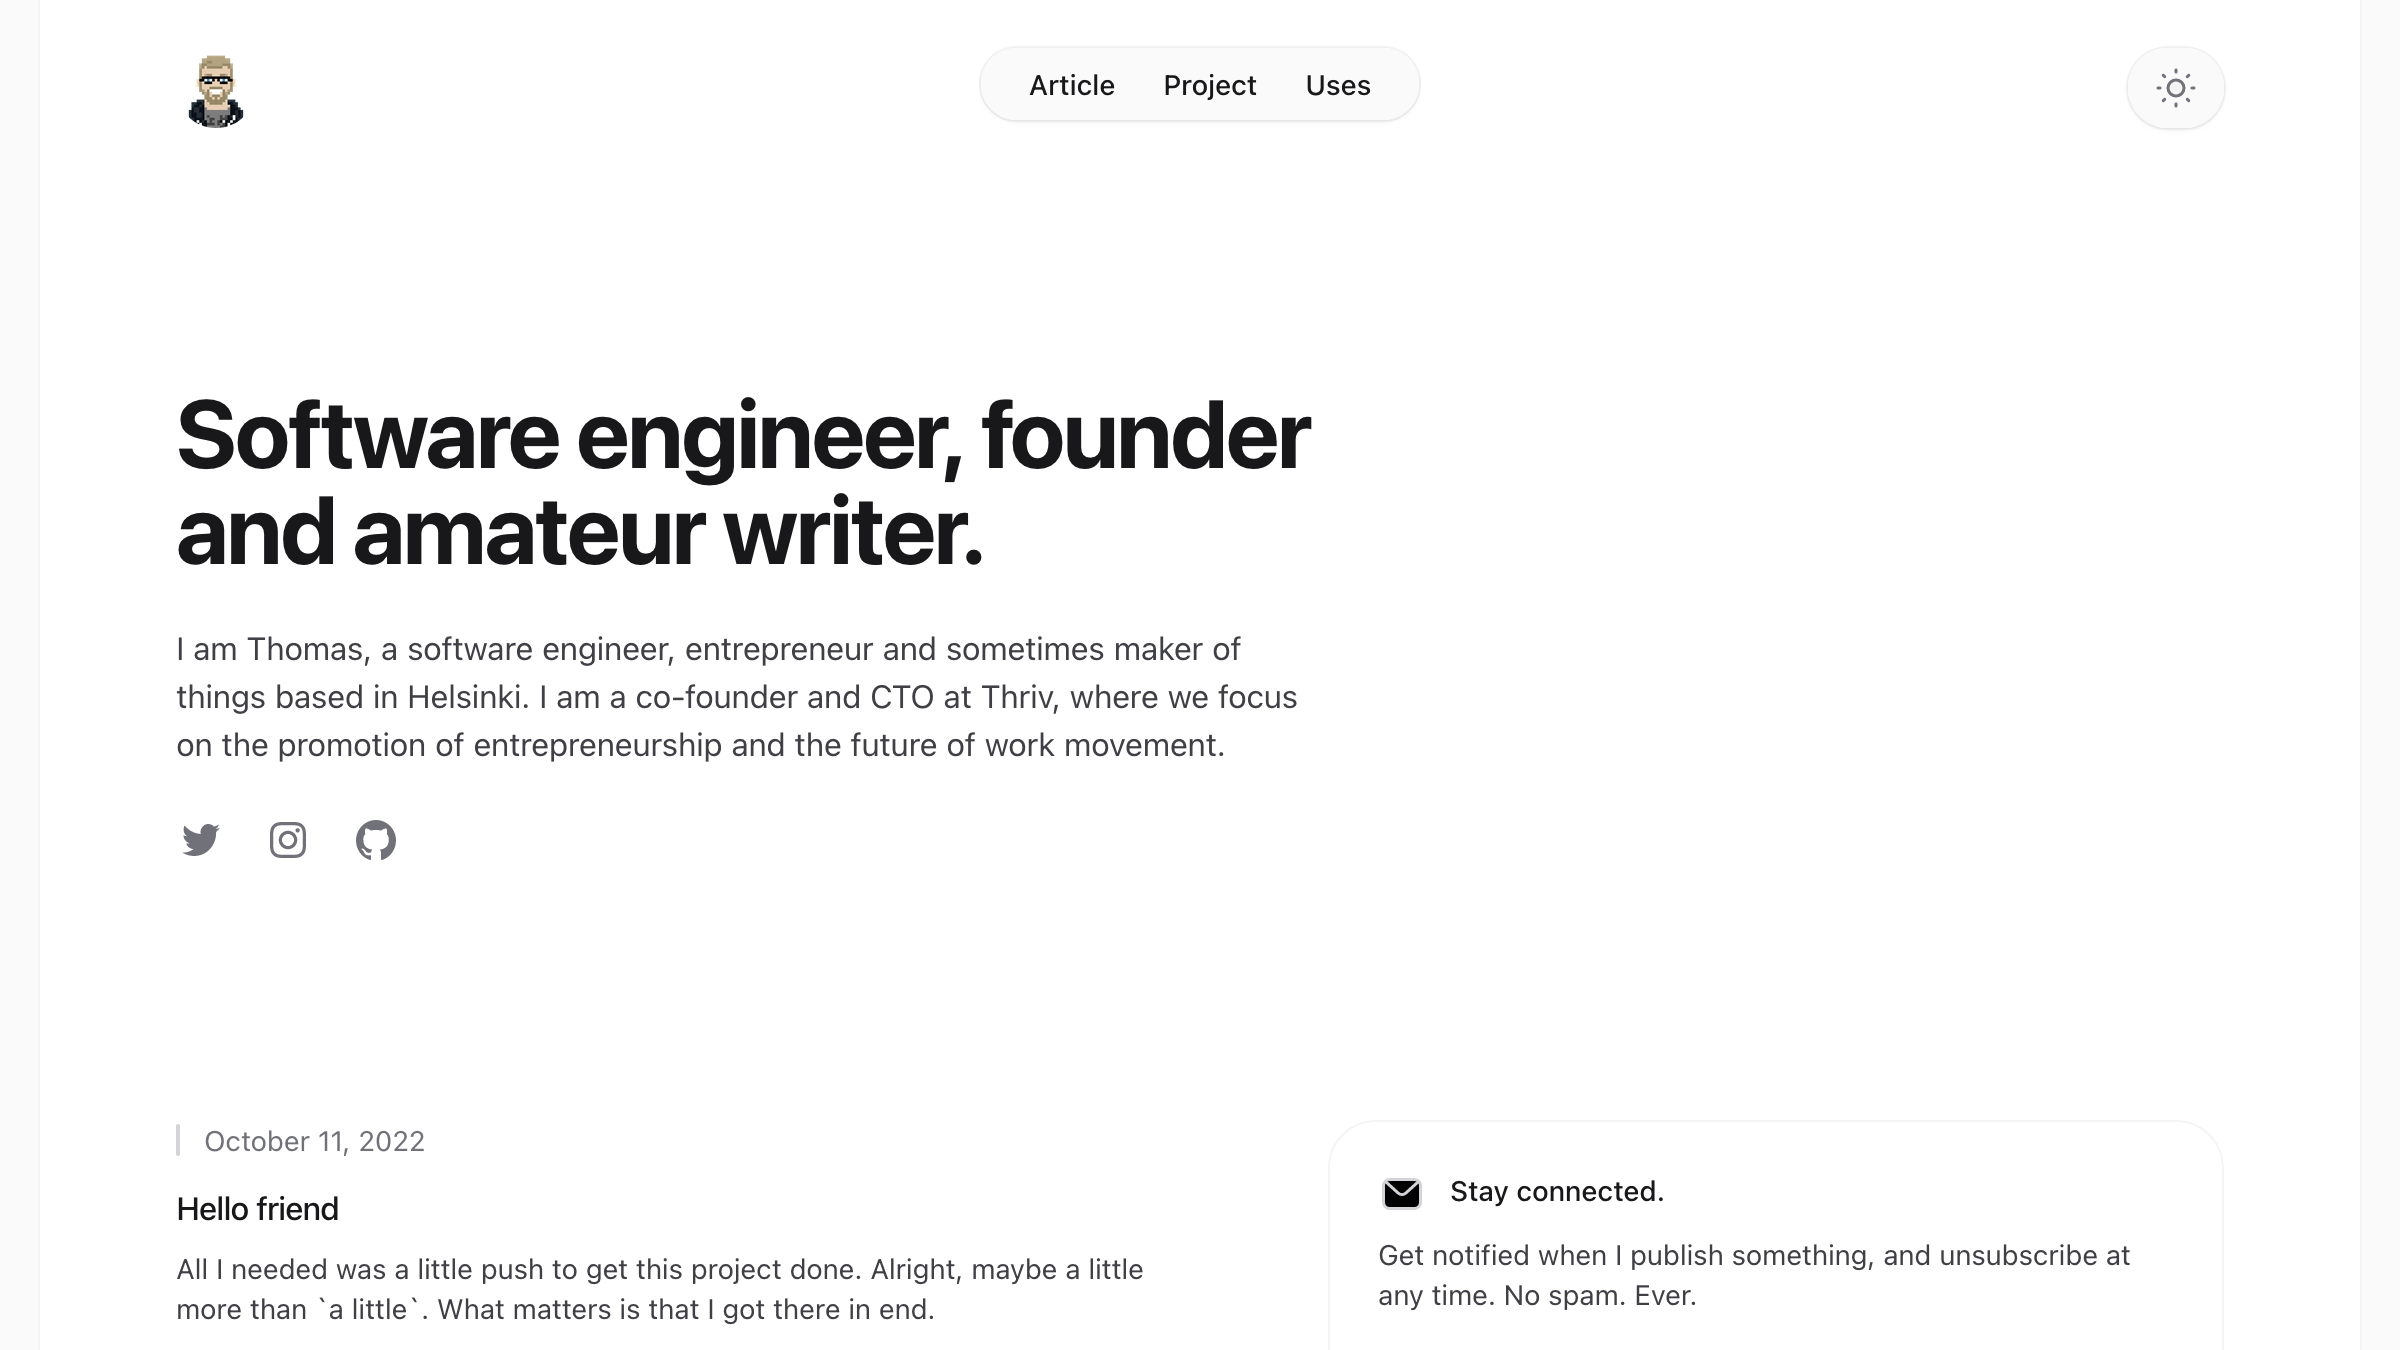 Article
Project
Uses
Software engineer, founder
and amateur writer.
I am Thomas, a software engineer, entrepreneur and sometimes maker of
things based in Helsinki. I am a co-founder and CTO at Thriv, where we focus
on the promotion of entrepreneurship and the future of work movement.
October 11, 2022
Hello friend
All I needed was a little push to get this project done. Alright, maybe a little
more than `a little`. What matters is that I got there in end.
Stay connected.
Get notified when I publish something, and unsubscribe at
any time. No spam. Ever.